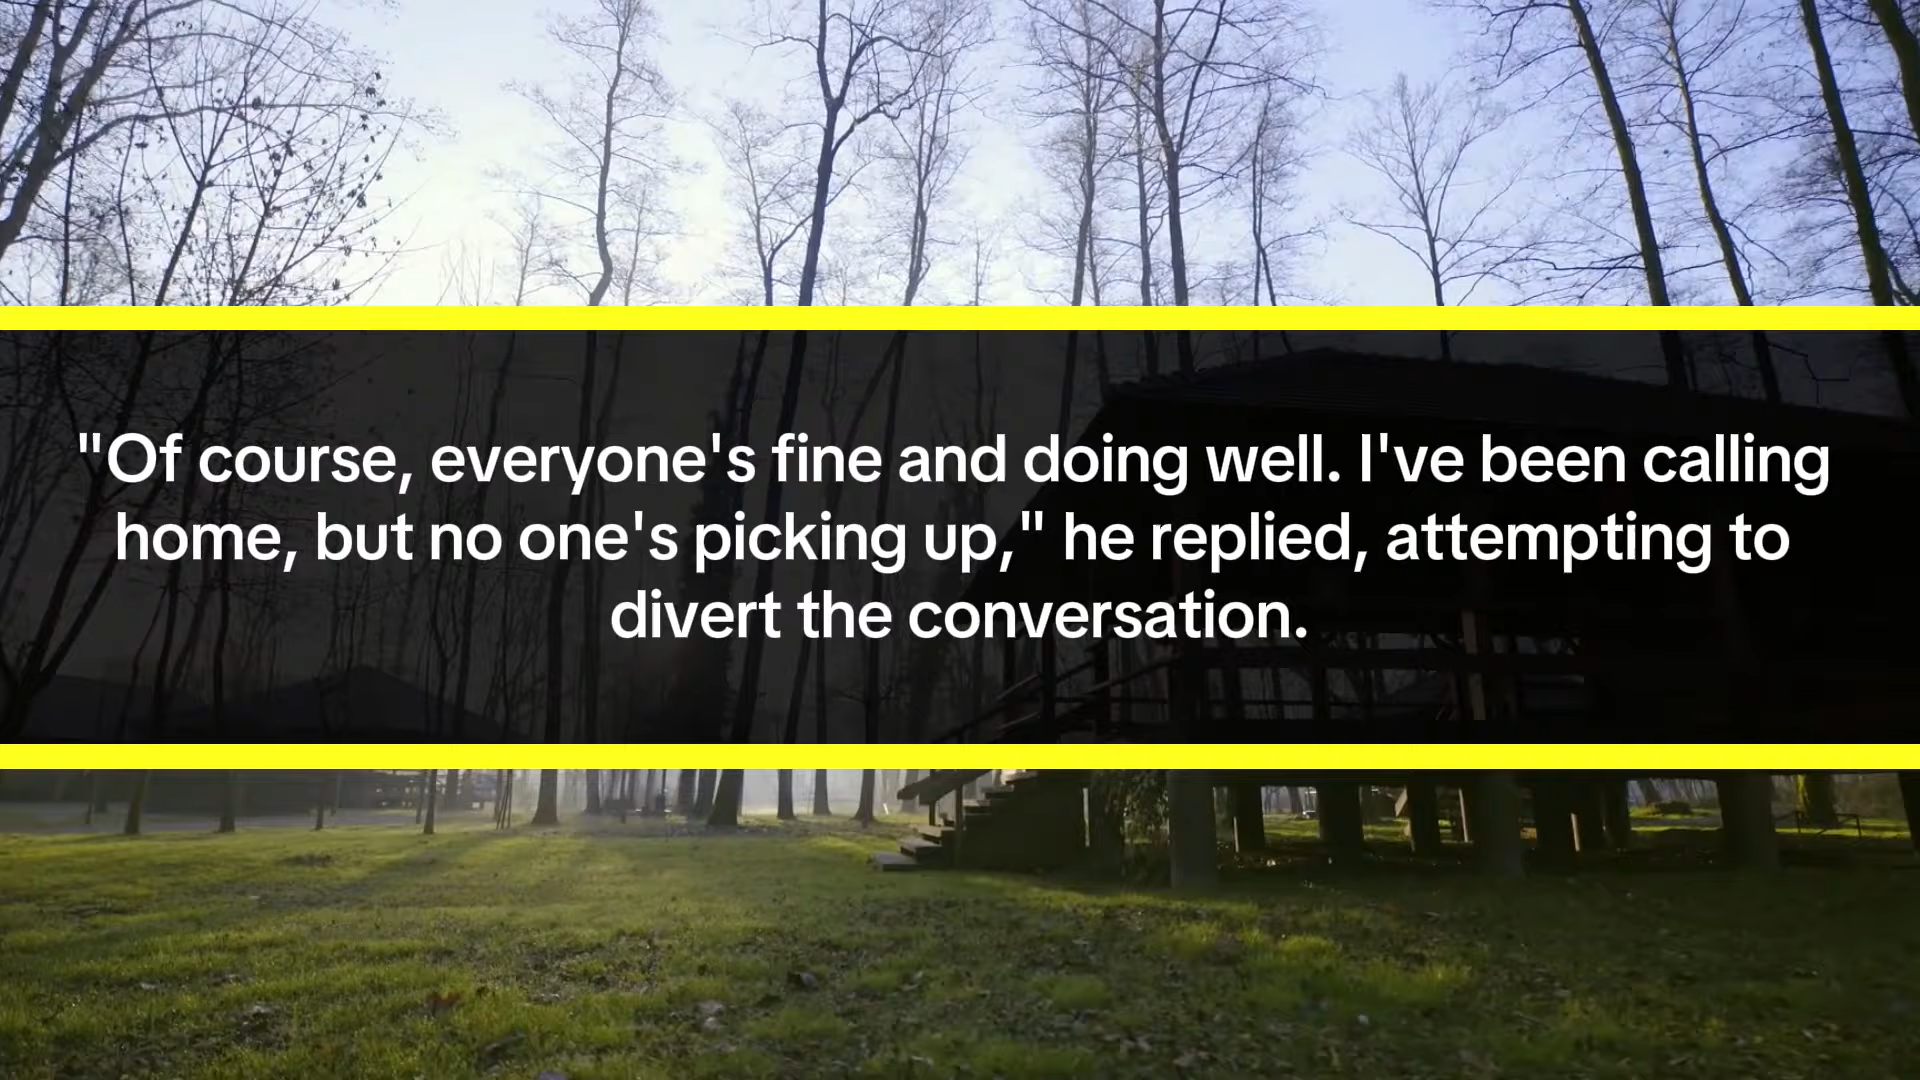 "Of course, everyone's fine and doing well. I've been calling
home, but no one's picking up," he replied, attempting to
divert the conversation.